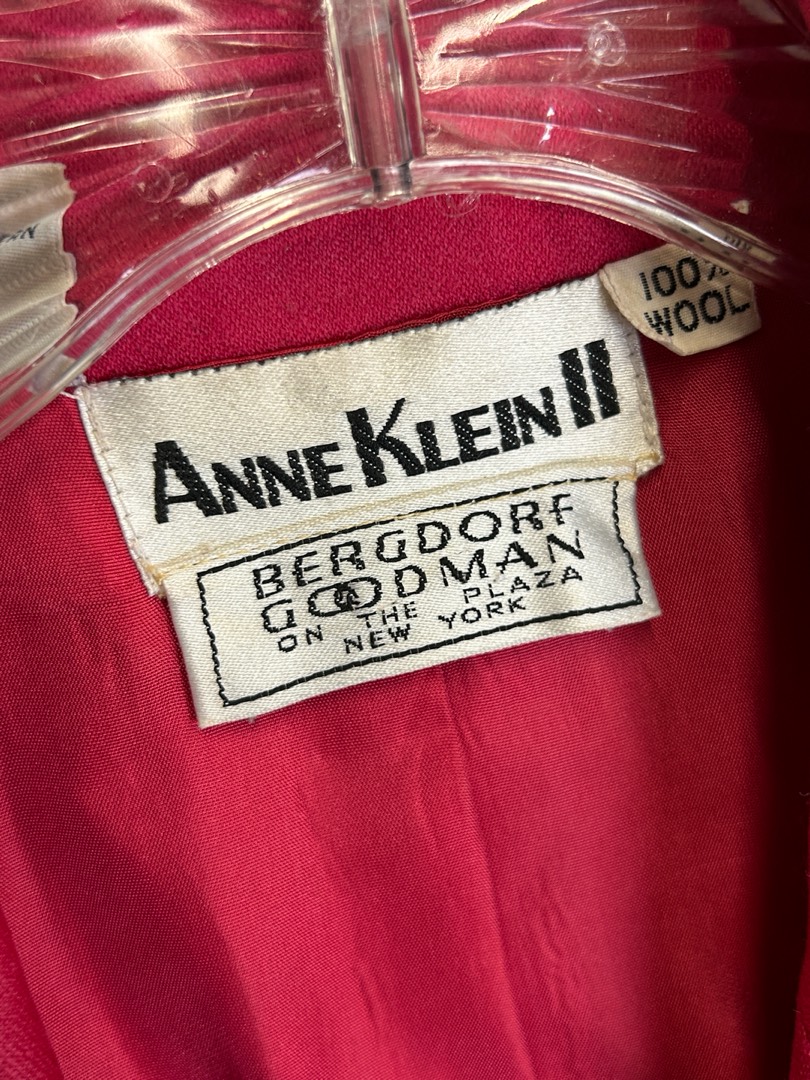 100%
WOOL
ANNE KLEIN II
BERGDORF
GOODMAN
ON THE PLAZA
NEW YORK